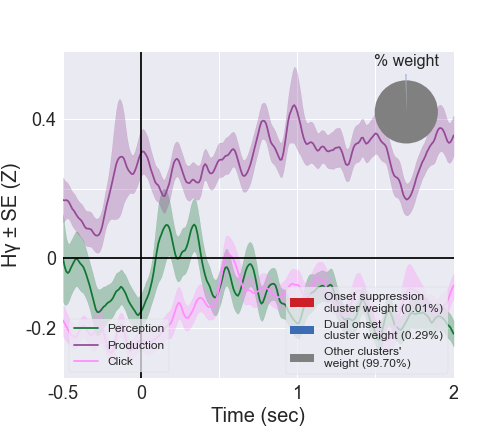 % weight
Hγ ± SE (Z)
0.4
0
-0.2
Perception
Production
Click
Onset suppression
cluster weight (0.01%)
Dual onset
cluster weight (0.29%)
Other clusters'
weight (99.70%)
-0.5 0 1 2
Time (sec)